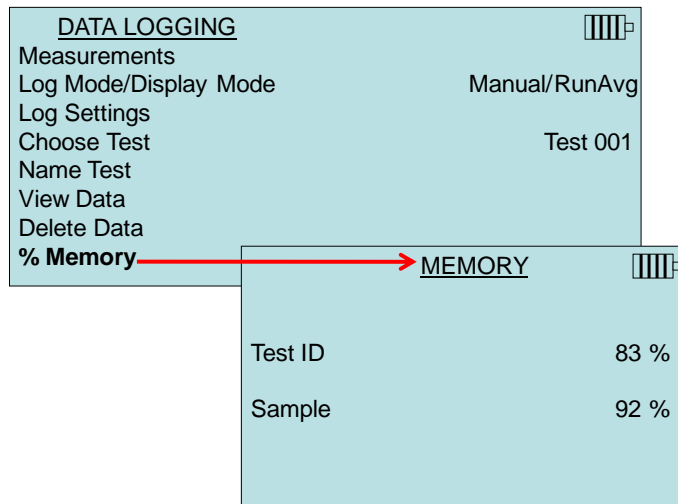 DATA LOGGING
Measurements
Log Mode/Display Mode Manual/RunAvg
Log Settings
Choose Test Test 001
Name Test
View Data
Delete Data
% Memory
MEMORY
Test ID 83 %
Sample 92 %